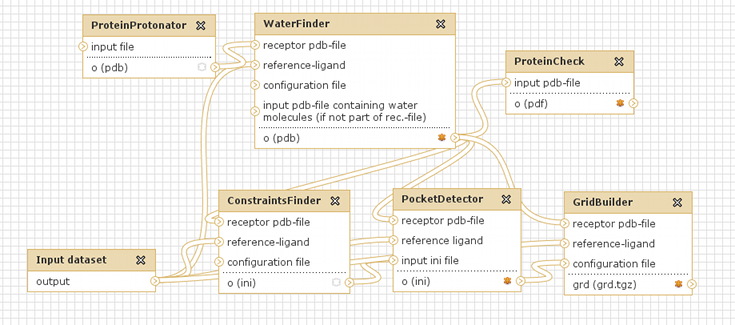 ProteinProtonator
input file
o (pdb)
WaterFinder
receptor pdb-file
reference-ligand
configuration file
input pdb-file containing water
molecules (if not part of rec.-file)
o (pdb)
ProteinCheck
input pdb-file
o (pdf)
Input dataset
output
ConstraintsFinder
receptor pdb-file
reference-ligand
configuration file
o (ini)
PocketDetector
receptor pdb-file
reference ligand
input ini file
o (ini)
GridBuilder
receptor pdb-file
reference-ligand
configuration file
grd (grd.tgz)